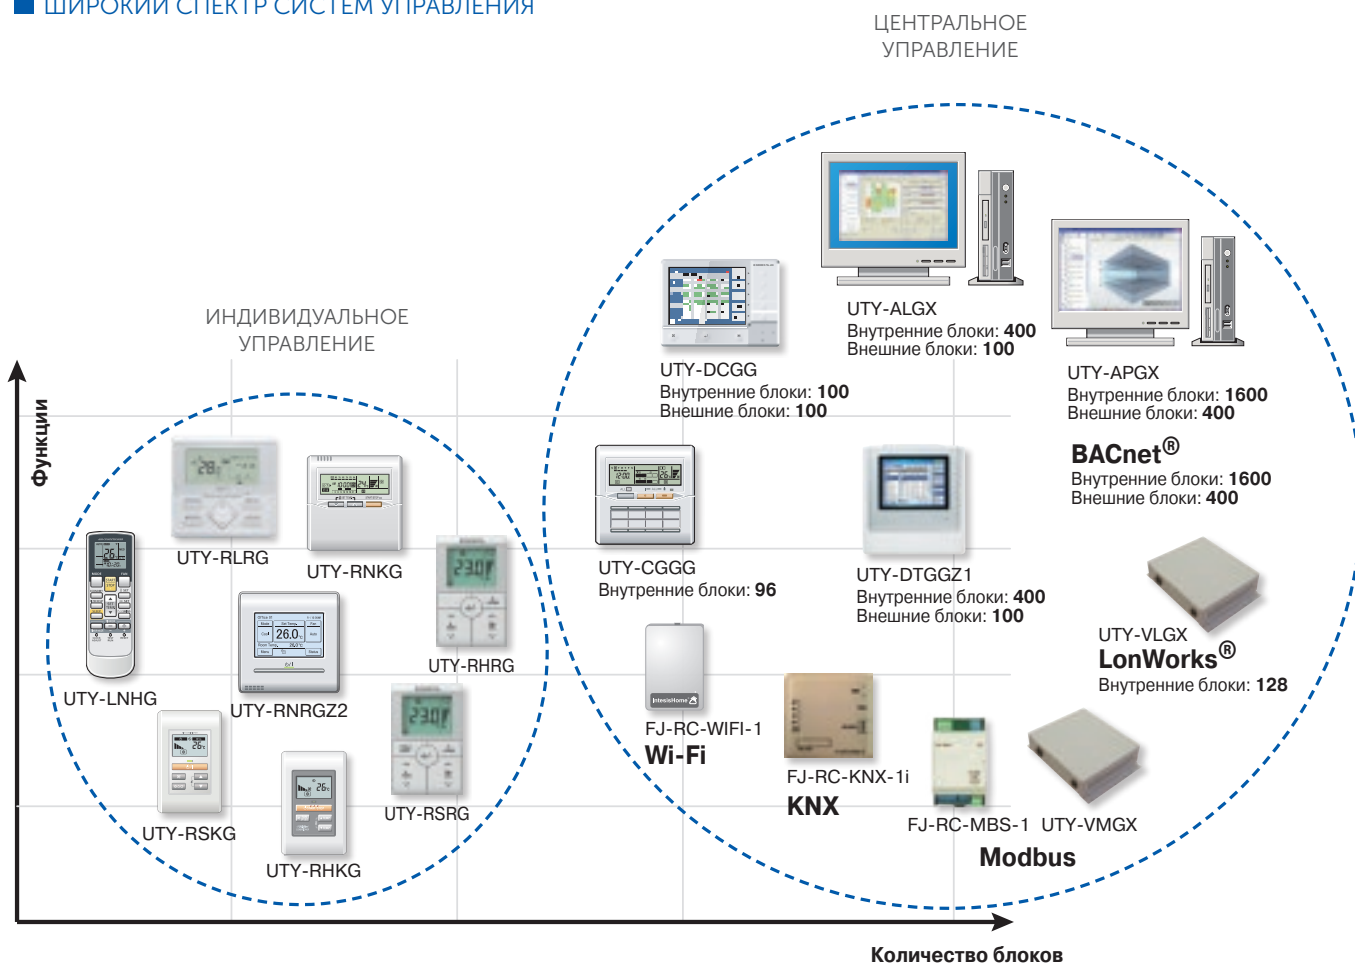 ШИРОКИЙ СПЕКТР СИСТЕМ УПРАВЛЕНИЯ
ЦЕНТРАЛЬНОЕ
УПРАВЛЕНИЕ
ИНДИВИДУАЛЬНОЕ
УПРАВЛЕНИЕ
Функции
UTY-ALGX
Внутренние блоки: 400
Внешние блоки: 100
UTY-DCGG
Внутренние блоки: 100
Внешние блоки: 100
UTY-APGX
Внутренние блоки: 1600
Внешние блоки: 400
BACnet®
Внутренние блоки: 1600
Внешние блоки: 400
UTY-RLRG
UTY-RNKG
UTY-CGGG
Внутренние блоки: 96
UTY-DTGGZ1
Внутренние блоки: 400
Внешние блоки: 100
UTY-VLGX
LonWorks®
Внутренние блоки: 128
UTY-RHRG
UTY-LNHG
26.0
UTY-RNRGZ2
IntesisHome
FJ-RC-WIFI-1
Wi-Fi
FJ-RC-KNX-1i
KNX
UTY-RSRG
UTY-RSKG
UTY-RHKG
FJ-RC-MBS-1 UTY-VMGX
Modbus
Количество блоков